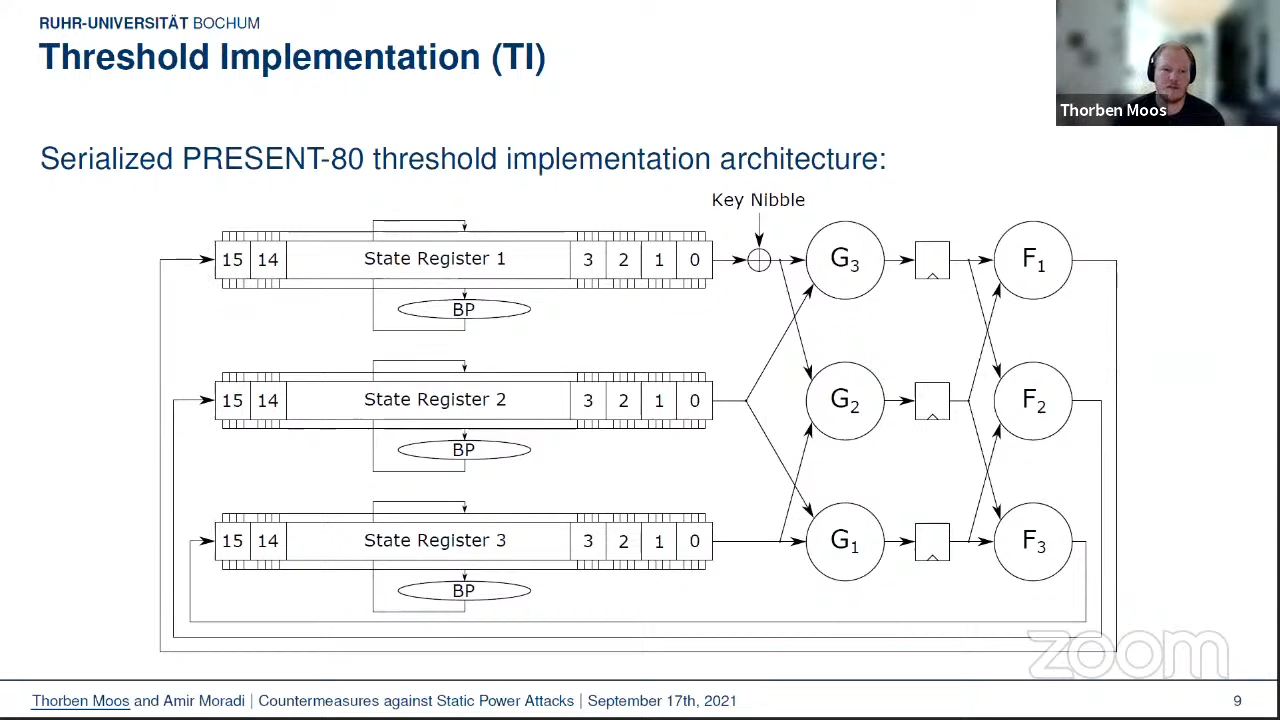 RUHR-UNIVERSITÄT BOCHUM
Threshold Implementation (TI)
Thorben Moos
Serialized PRESENT-80 threshold implementation architecture:
Key Nibble
15 14 State Register 1 3 2 1 0
G3
F1
BP
15 14 State Register 2 3 2 1 0
G2
F2
BP
15 14 State Register 3 3 2 1 0
G1
F3
BP
zoom
Thorben Moos and Amir Moradi | Countermeasures against Static Power Attacks | September 17th, 2021
9